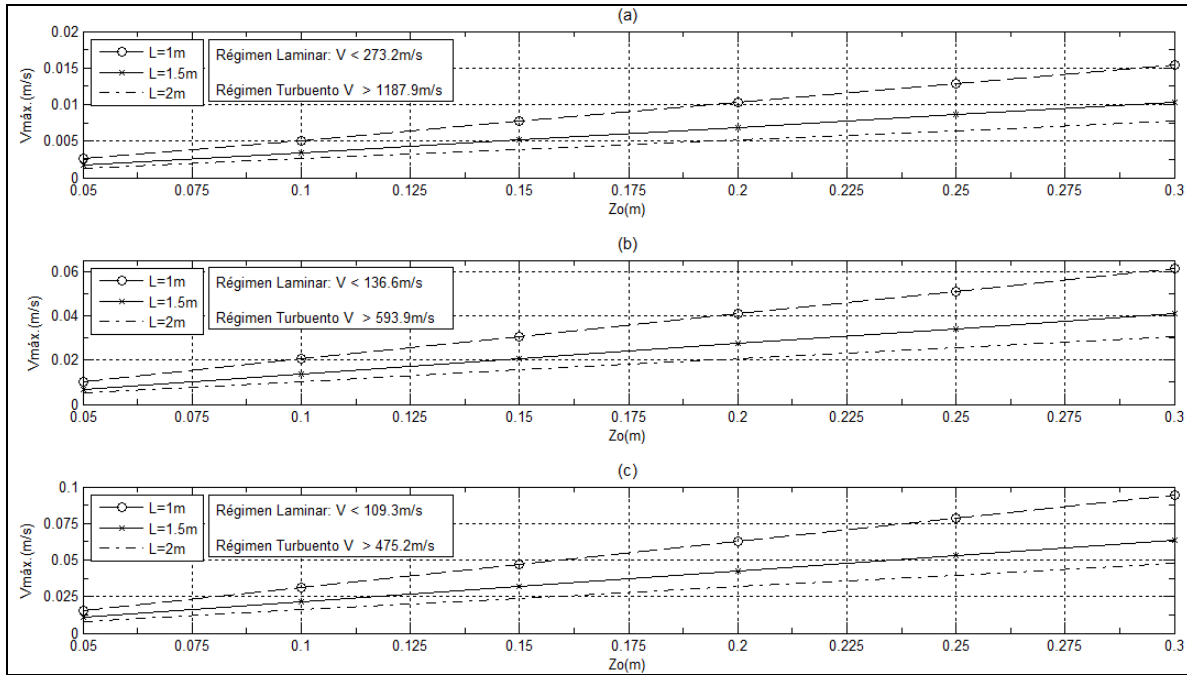 (a)
Vmáx.(m/s)
0.02
0.015
0.01
0.005
0
L=1m
L=1.5m
L=2m
Régimen Laminar: V < 273.2m/s
Régimen Turbuento V > 1187.9m/s
0.05 0.075 0.1 0.125 0.15 0.175 0.2 0.225 0.25 0.275 0.3
Zo(m)
(b)
Vmáx.(m/s)
0.06
0.04
0.02
0
L=1m
L=1.5m
L=2m
Régimen Laminar: V < 136.6m/s
Régimen Turbuento V > 593.9m/s
0.05 0.075 0.1 0.125 0.15 0.175 0.2 0.225 0.25 0.275 0.3
Zo(m)
(c)
Vmáx.(m/s)
0.1
0.075
0.05
0.025
0
L=1m
L=1.5m
L=2m
Régimen Laminar: V < 109.3m/s
Régimen Turbuento V > 475.2m/s
0.05 0.075 0.1 0.125 0.15 0.175 0.2 0.225 0.25 0.275 0.3
Zo(m)